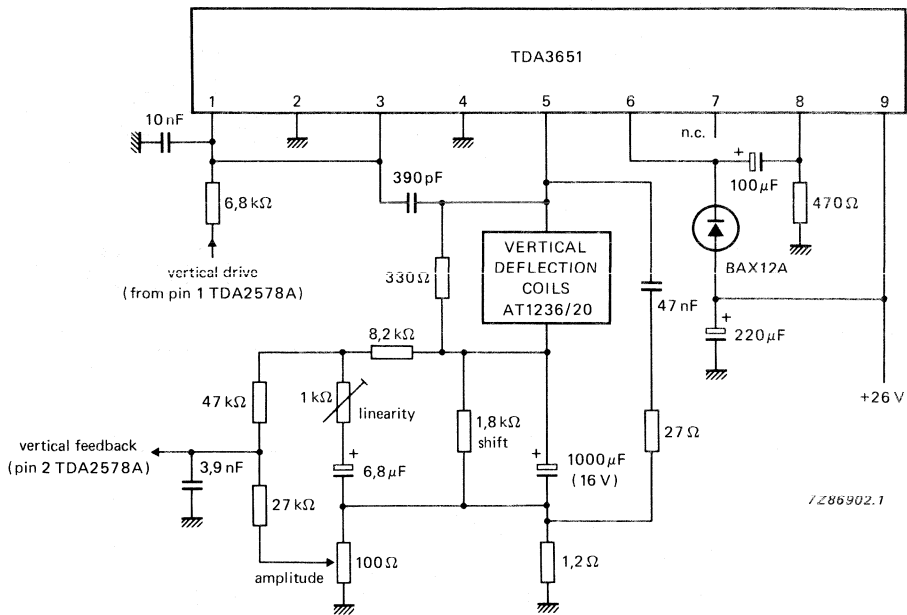 TDA3651
1 2 3 4 5 6 7 8 9
10 nF
n.c.
+
100 µF
390 pF
6,8 kΩ
470 Ω
VERTICAL
DEFLECTION
COILS
AT1236/20
vertical drive
(from pin 1 TDA2578A)
330 Ω
BAX12A
47 nF
+
220 µF
8,2 kΩ
+26 V
47 kΩ
1 kΩ
linearity
1,8 kΩ
shift
27 Ω
vertical feedback
(pin 2 TDA2578A)
3,9 nF
+
6,8 µF
+
1000 µF
(16 V)
27 kΩ
7Z86902.1
amplitude
100 Ω
1,2 Ω